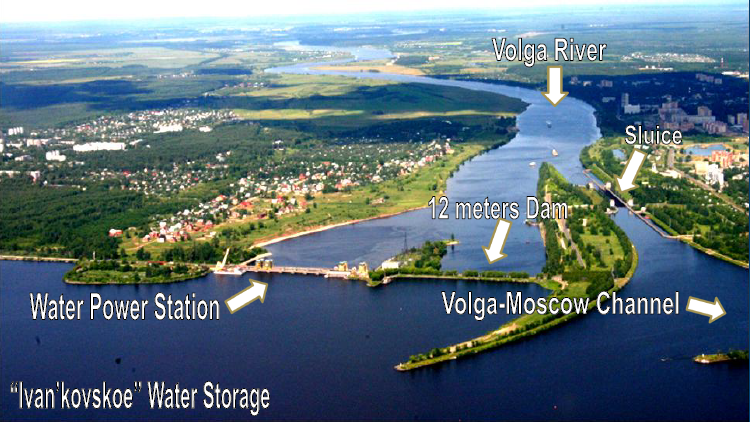 Volga River
Sluice
12 meters Dam
Water Power Station
Volga-Moscow Channel
“Ivan’kovskoe” Water Storage